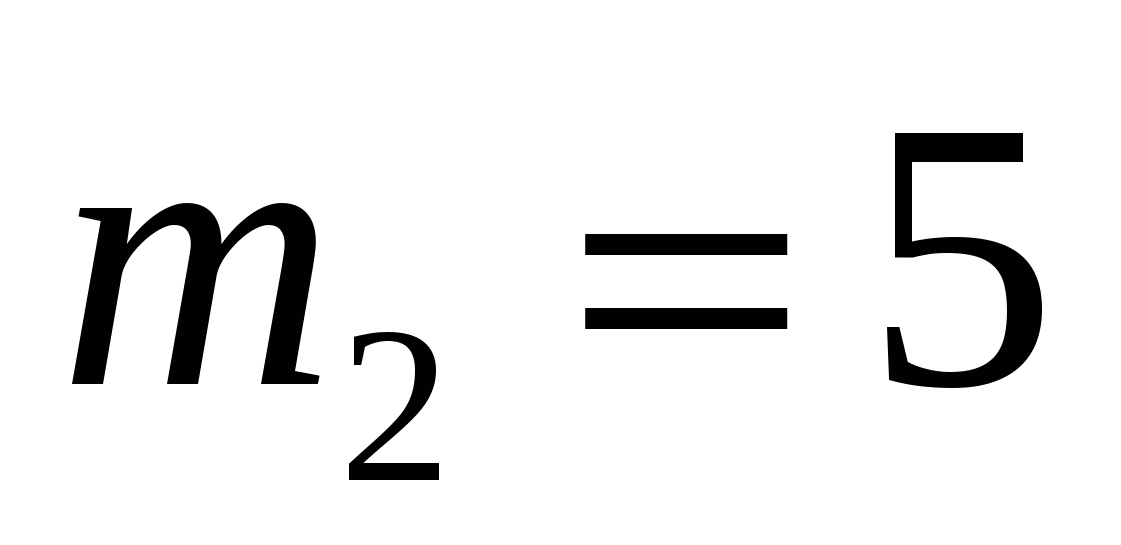 m₂ = 5